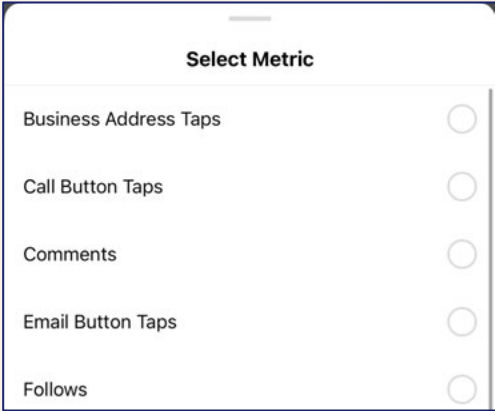 Select Metric
Business Address Taps
Call Button Taps
Comments
Email Button Taps
Follows